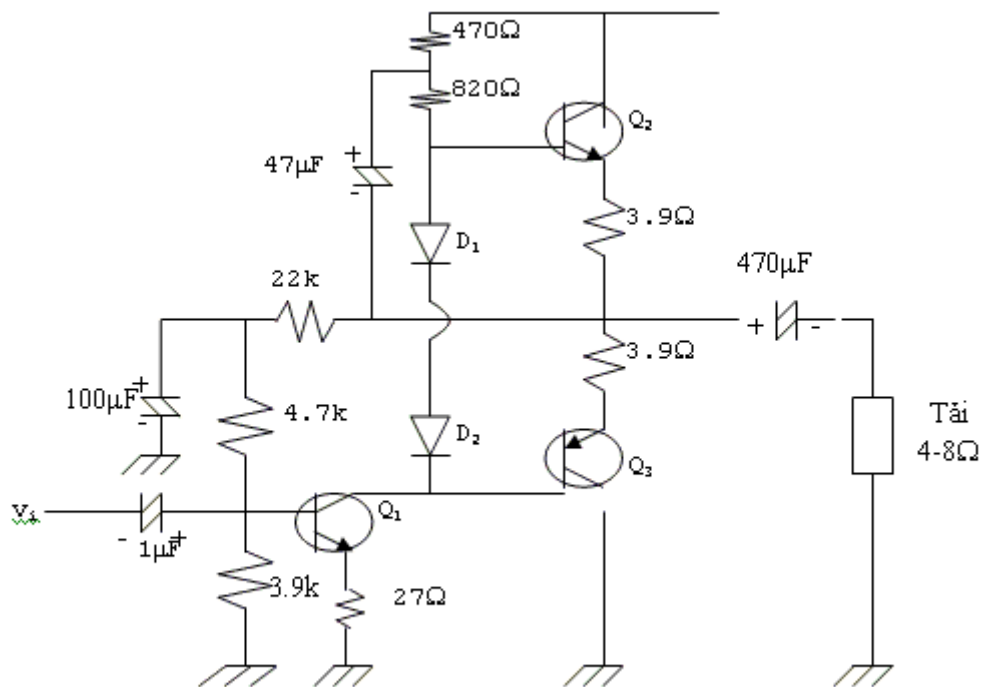 470Ω
820Ω
Q₂
47μF
+
-
3.9Ω
D₁
470μF
22k
+
-
3.9Ω
+
100μF
-
4.7k
D₂
Tải
4-8Ω
Q₃
Q₁
vᵢ
-
1μF
+
3.9k
27Ω